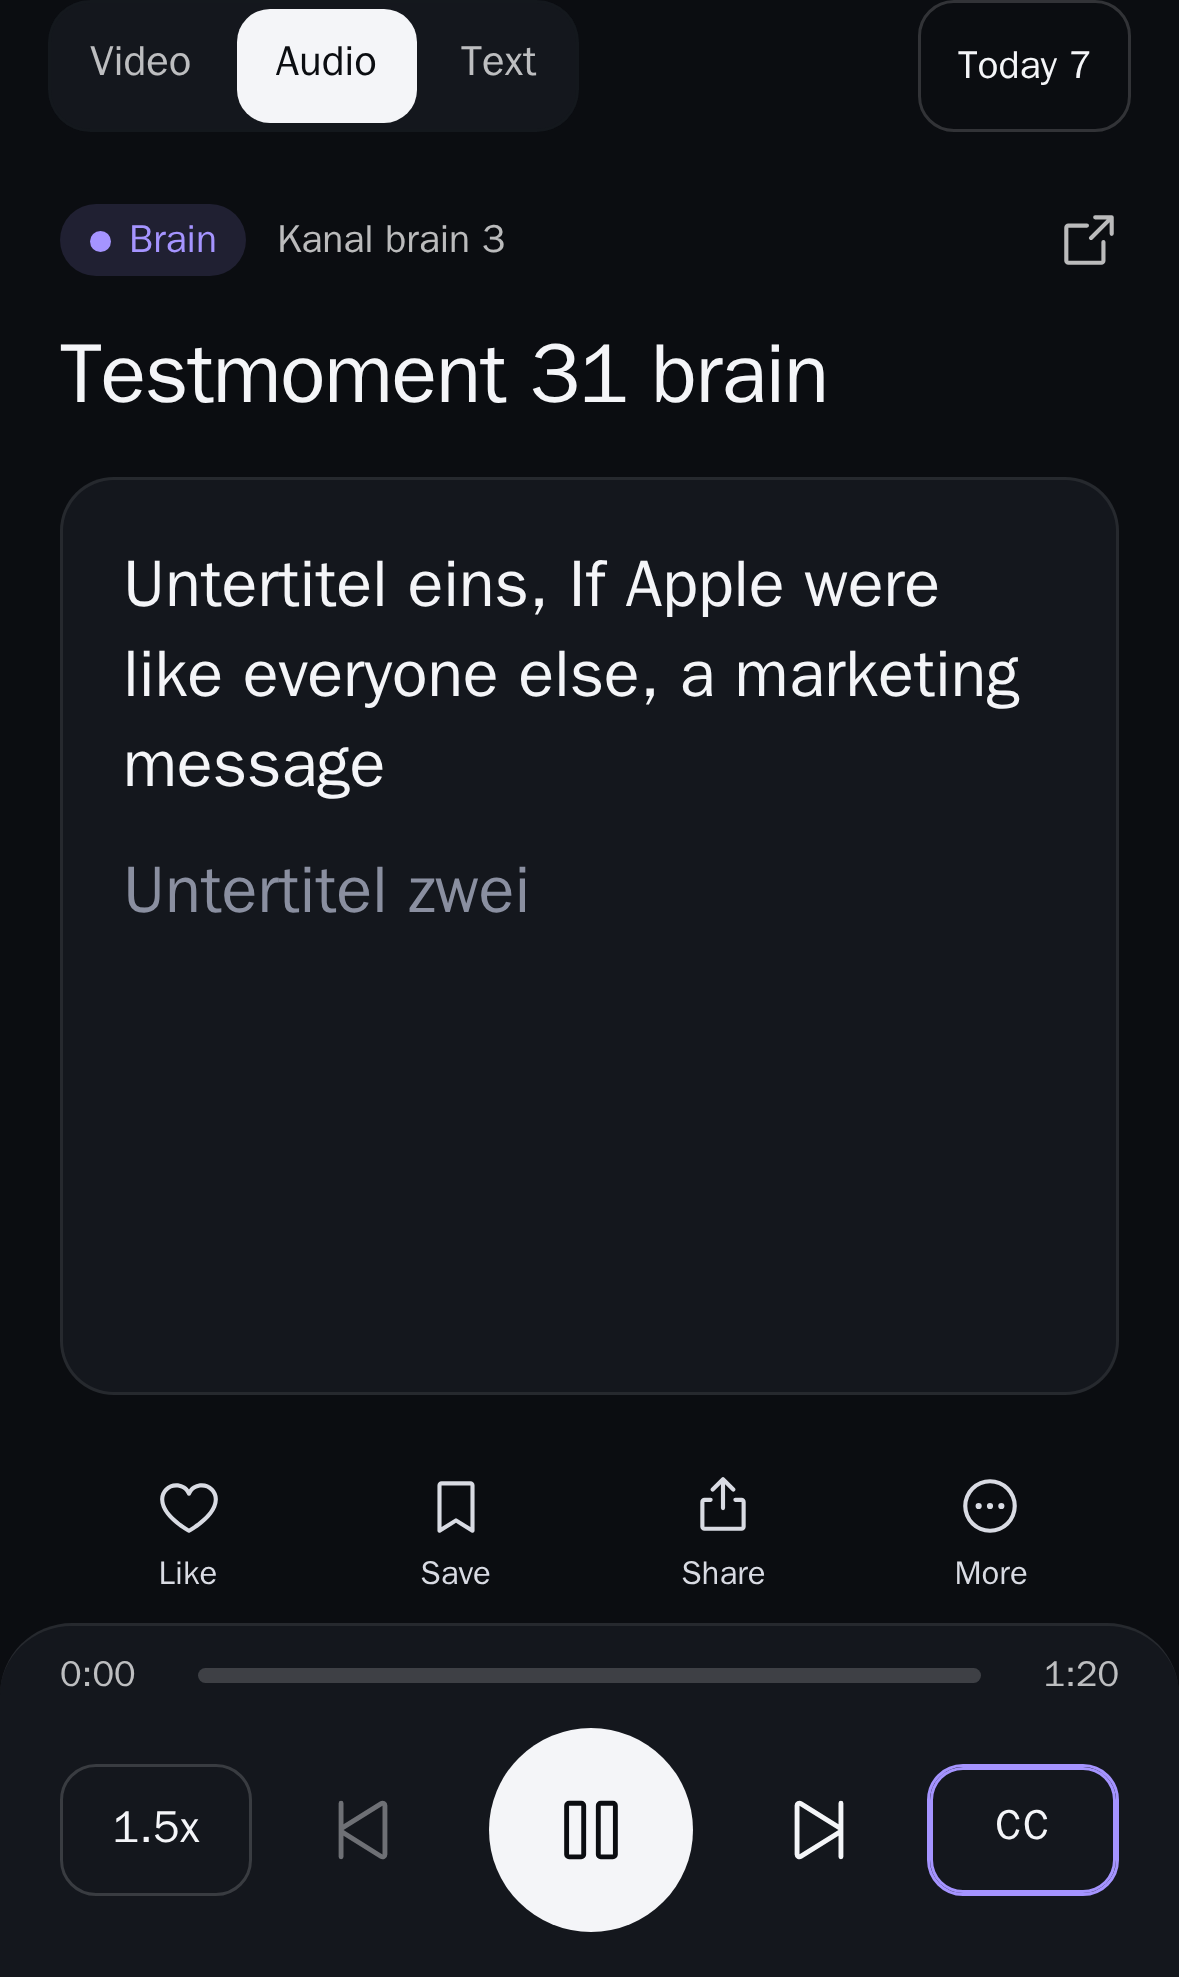 Video Audio Text Today 7
Brain Kanal brain 3
Testmoment 31 brain
Untertitel eins, If Apple were
like everyone else, a marketing
message
Untertitel zwei
Like Save Share More
0:00 1:20
1.5x CC